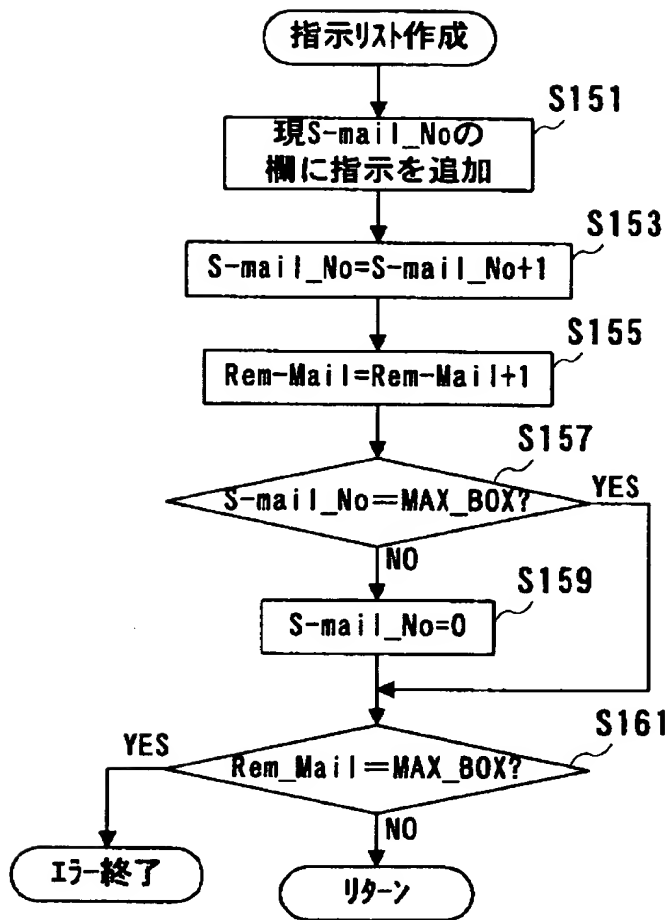 指示リスト作成
S151
現S-mail_Noの
欄に指示を追加
S153
S-mail_No=S-mail_No+1
S155
Rem-Mail=Rem-Mail+1
S157
S-mail_No==MAX_BOX?
YES
NO
S159
S-mail_No=0
S161
YES
Rem_Mail==MAX_BOX?
NO
エラー終了
リターン